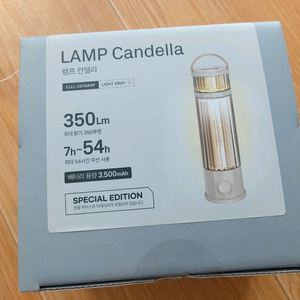 LAMP Candella
램프 칸델라
CLLL-CD10ASP LIGHT GRAY
350Lm
최대 밝기 350루멘
7h~54h
최대 54시간 무선 사용
배터리 용량 3,500mAh
SPECIAL EDITION